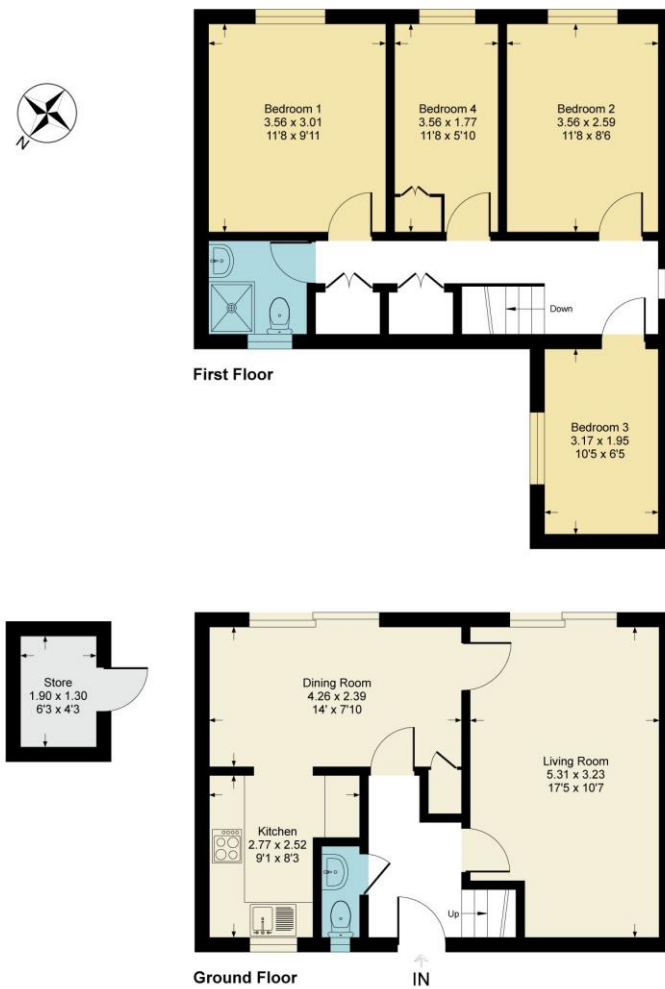 N
Bedroom 1
3.56 x 3.01
11'8 x 9'11
Bedroom 4
3.56 x 1.77
11'8 x 5'10
Bedroom 2
3.56 x 2.59
11'8 x 8'6
Down
First Floor
Bedroom 3
3.17 x 1.95
10'5 x 6'5
Store
1.90 x 1.30
6'3 x 4'3
Dining Room
4.26 x 2.39
14' x 7'10
Living Room
5.31 x 3.23
17'5 x 10'7
Kitchen
2.77 x 2.52
9'1 x 8'3
Up
Ground Floor
IN